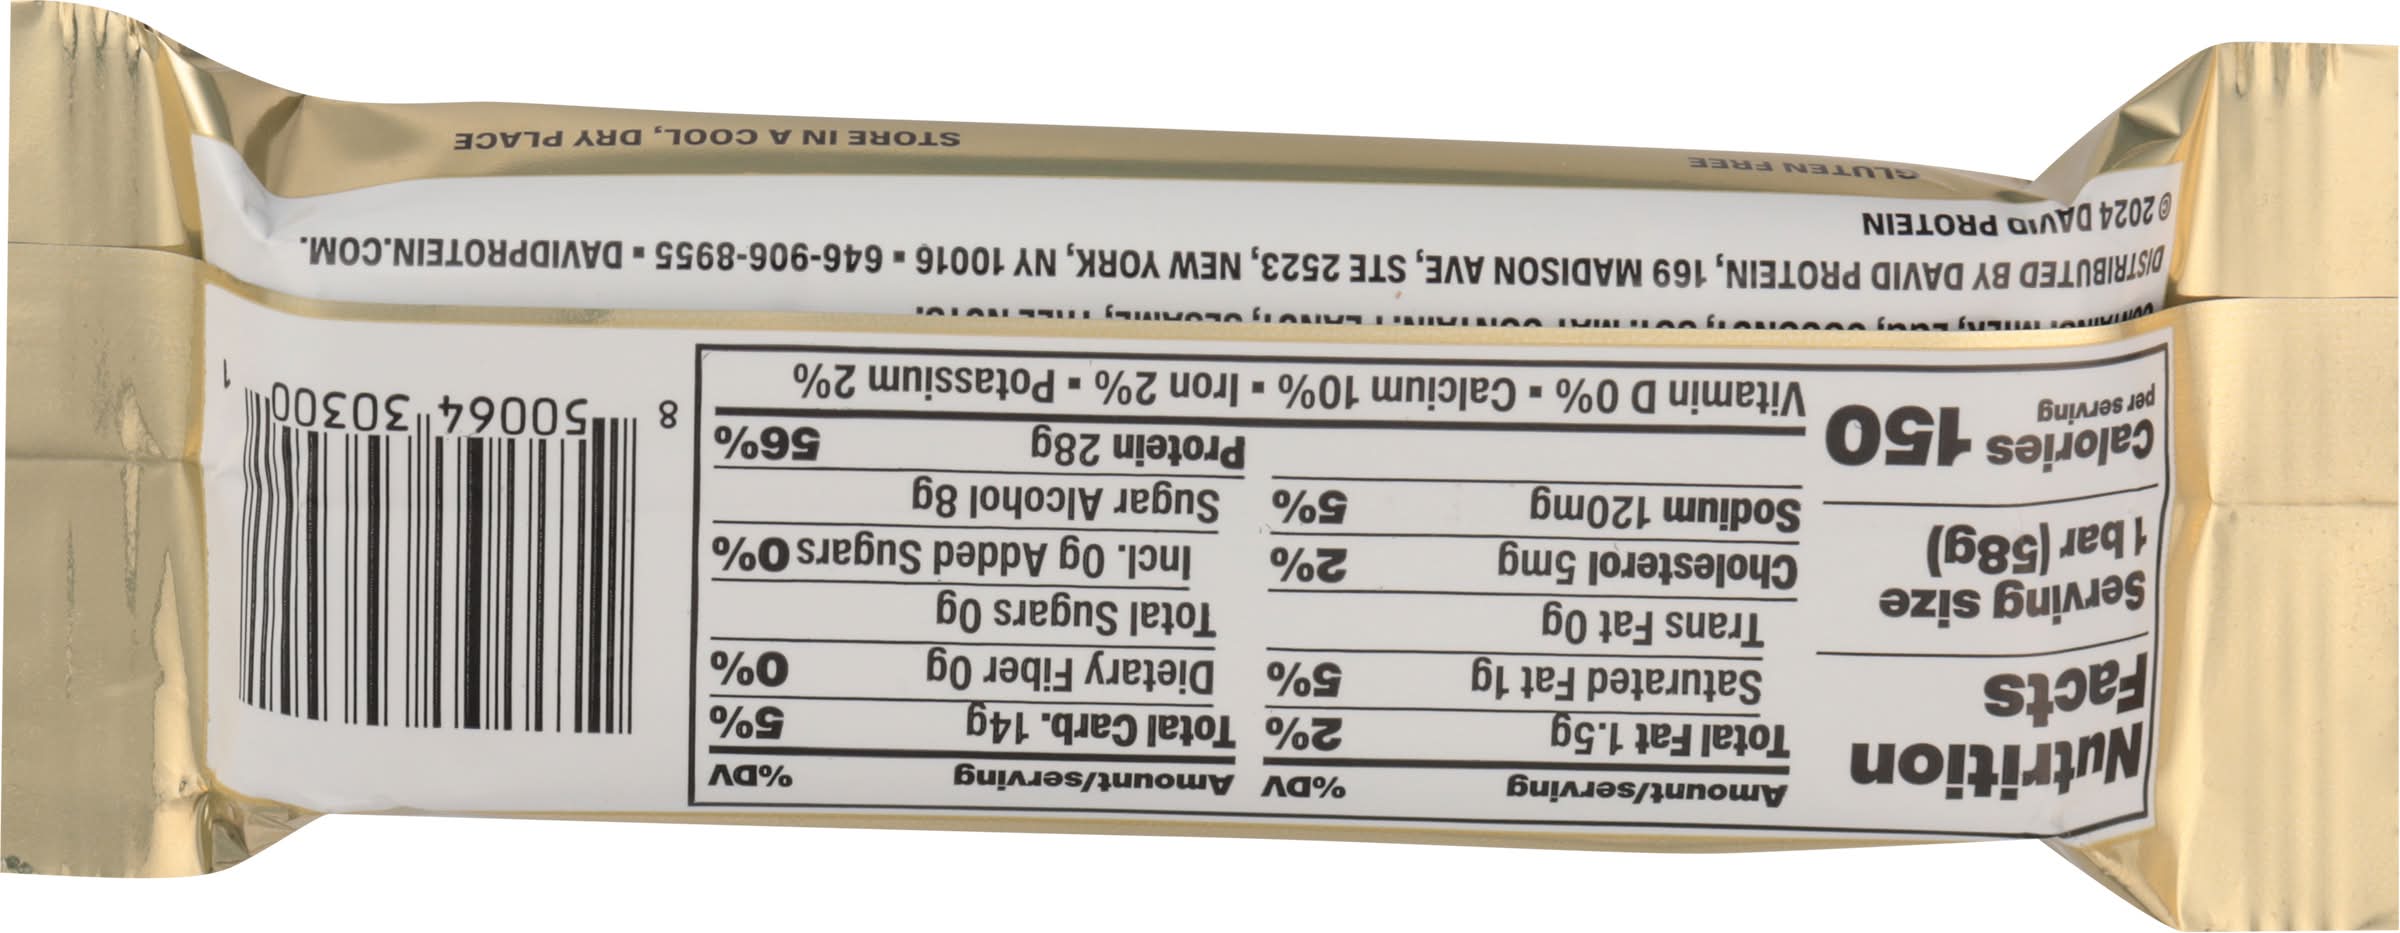 Nutrition
Facts
Serving size
1 bar (58g)
Calories 150
per serving
Amount/serving %DV
Total Fat 1.5g 2%
Saturated Fat 1g 5%
Trans Fat 0g
Cholesterol 5mg 2%
Sodium 120mg 5%
Amount/serving %DV
Total Carb. 14g 5%
Dietary Fiber 0g 0%
Total Sugars 0g
Incl. 0g Added Sugars 0%
Sugar Alcohol 8g
Protein 28g 56%
Vitamin D 0% ▪ Calcium 10% ▪ Iron 2% ▪ Potassium 2%
8 50064 30300 1
DISTRIBUTED BY DAVID PROTEIN, 169 MADISON AVE, STE 2523, NEW YORK, NY 10016 ▪ 646-906-8955 ▪ DAVIDPROTEIN.COM.
© 2024 DAVID PROTEIN
GLUTEN FREE
STORE IN A COOL, DRY PLACE